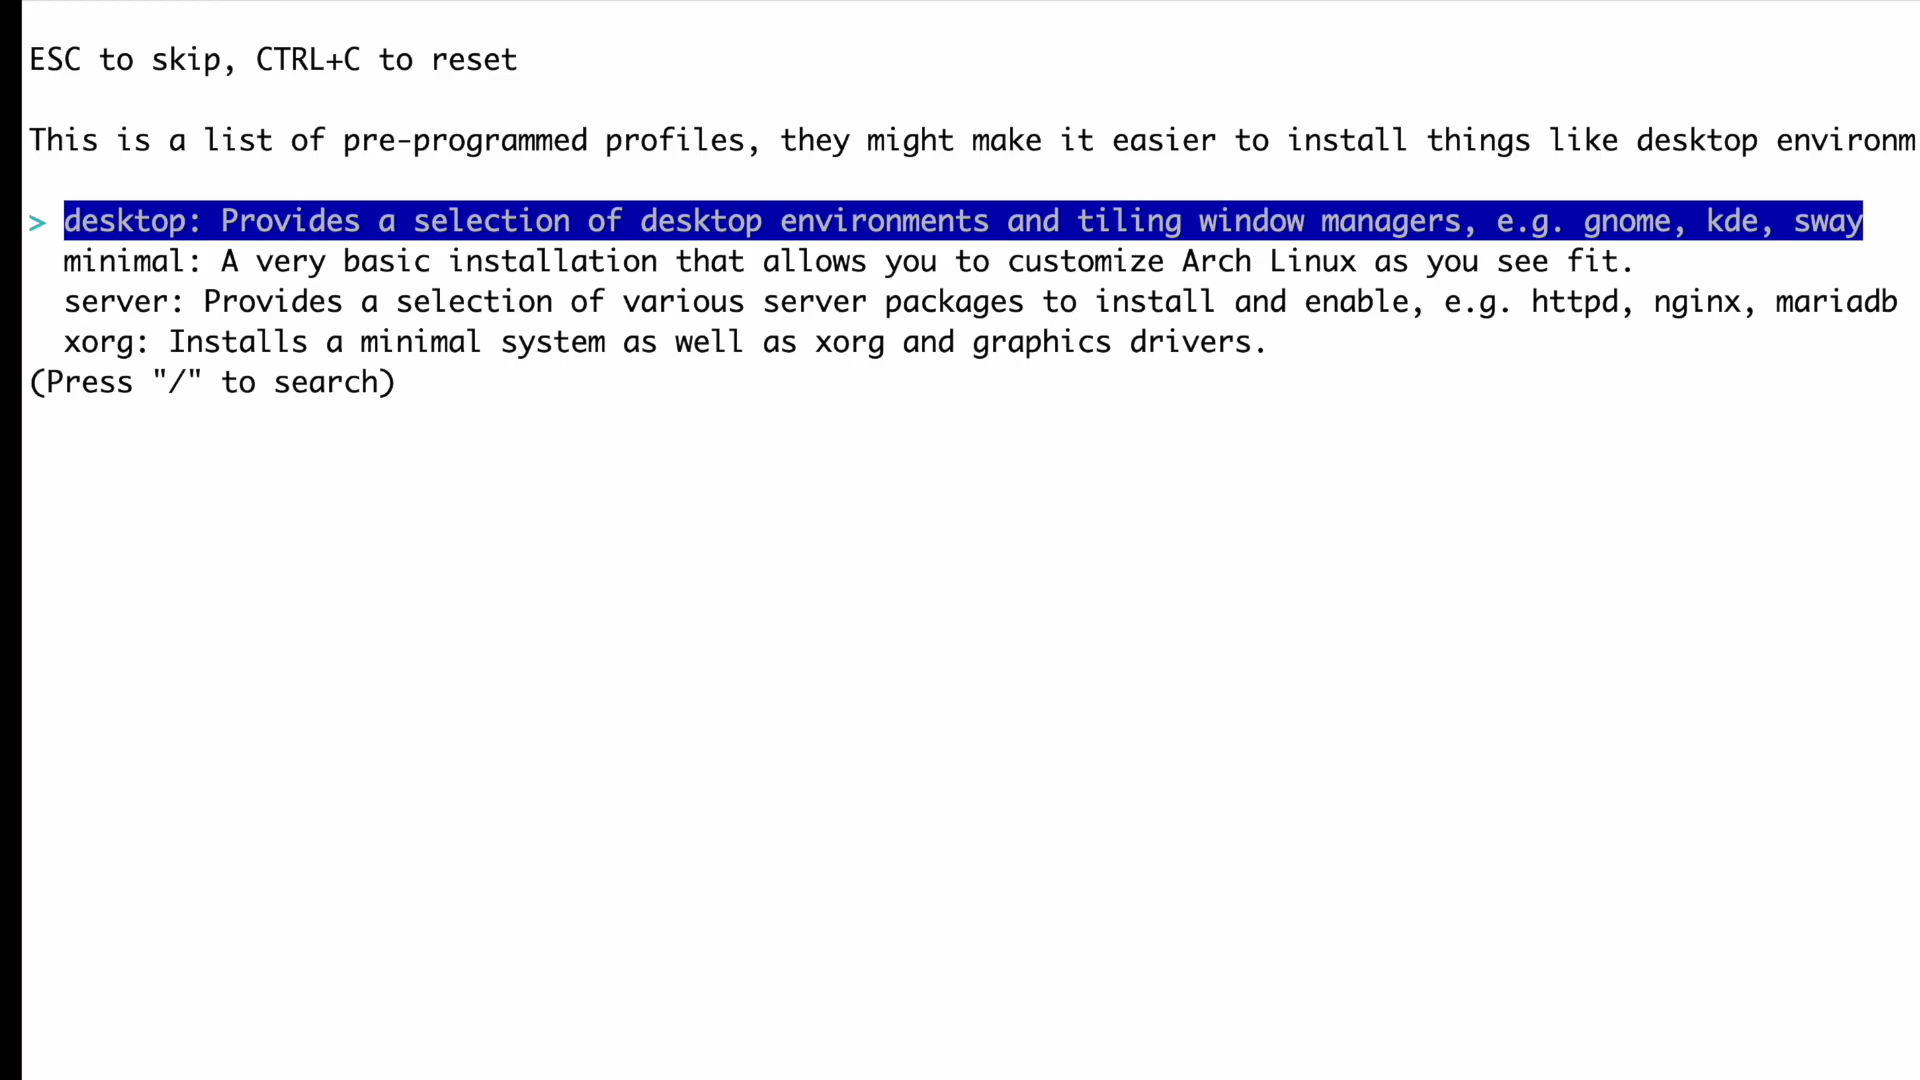 ESC to skip, CTRL+C to reset
This is a list of pre-programmed profiles, they might make it easier to install things like desktop environm
> desktop: Provides a selection of desktop environments and tiling window managers, e.g. gnome, kde, sway
minimal: A very basic installation that allows you to customize Arch Linux as you see fit.
server: Provides a selection of various server packages to install and enable, e.g. httpd, nginx, mariadb
xorg: Installs a minimal system as well as xorg and graphics drivers.
(Press "/" to search)